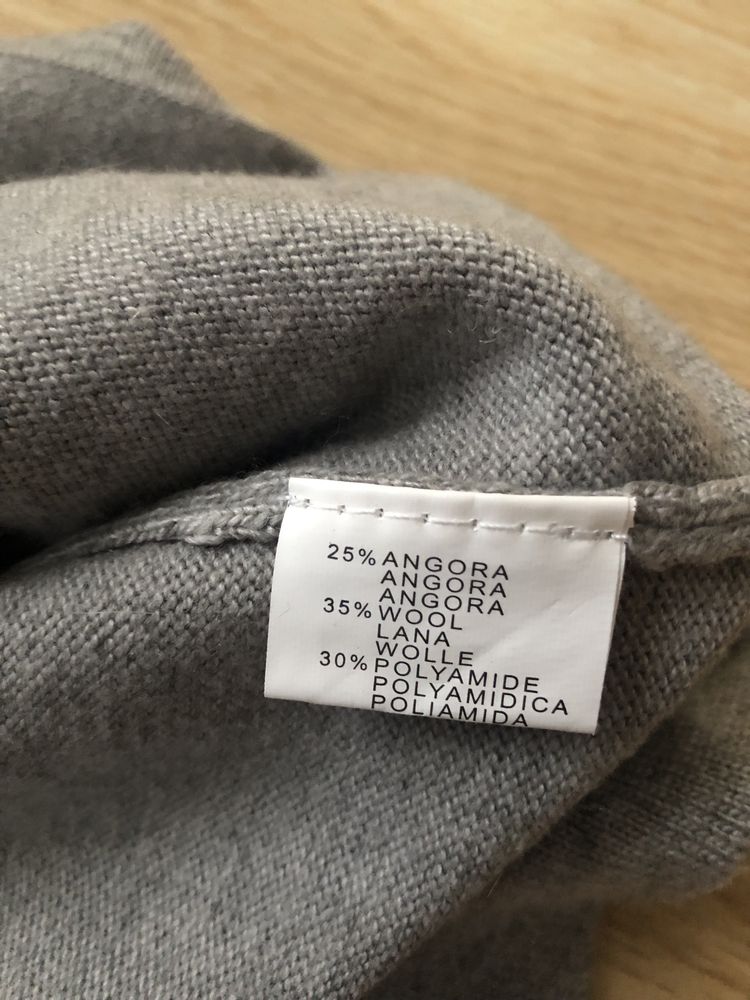 25% ANGORA
ANGORA
ANGORA
35% WOOL
LANA
WOLLE
30% POLYAMIDE
POLYAMIDICA
POLIAMIDA